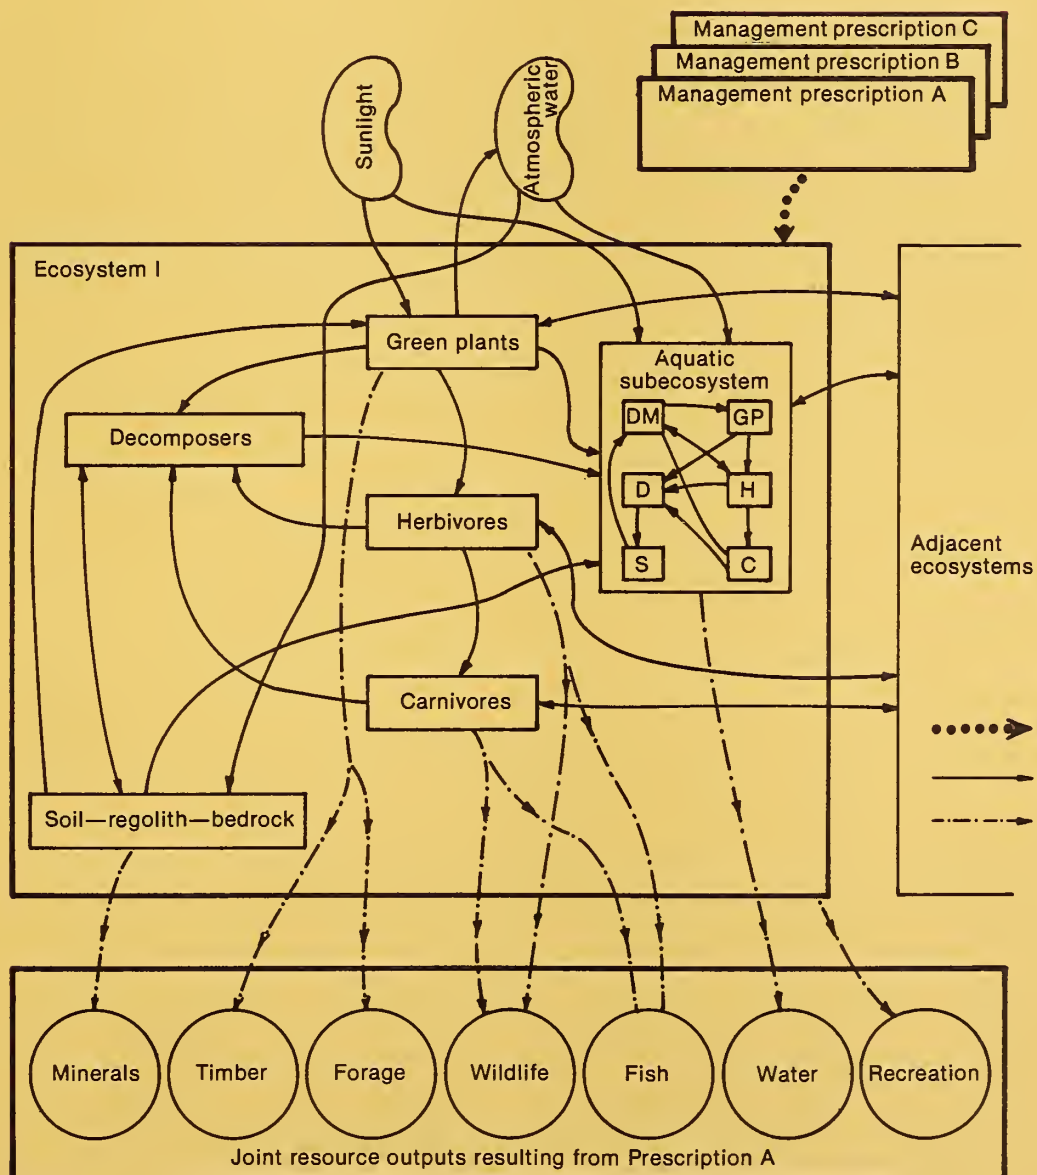 Management prescription C
Management prescription B
Management prescription A
Sunlight
Atmospheric
water
Ecosystem I
Green plants
Aquatic
subecosystem
DM
GP
Decomposers
D
H
Herbivores
S
C
Adjacent
ecosystems
Carnivores
Soil—regolith—bedrock
Minerals
Timber
Forage
Wildlife
Fish
Water
Recreation
Joint resource outputs resulting from Prescription A